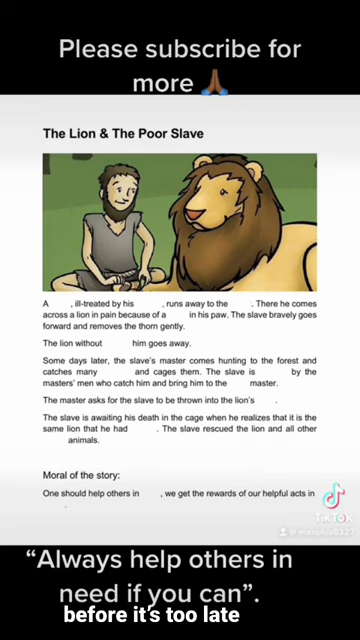 Please subscribe for
more 🙏🏾
The Lion & The Poor Slave
A , ill-treated by his , runs away to the . There he comes
across a lion in pain because of a in his paw. The slave bravely goes
forward and removes the thorn gently.
The lion without him goes away.
Some days later, the slave's master comes hunting to the forest and
catches many and cages them. The slave is by the
masters' men who catch him and bring him to the master.
The master asks for the slave to be thrown into the lion's .
The slave is awaiting his death in the cage when he realizes that it is the
same lion that he had . The slave rescued the lion and all other
animals.
Moral of the story:
One should help others in , we get the rewards of our helpful acts in
.
TikTok
“Always help others in
need if you can”.
before it's too late